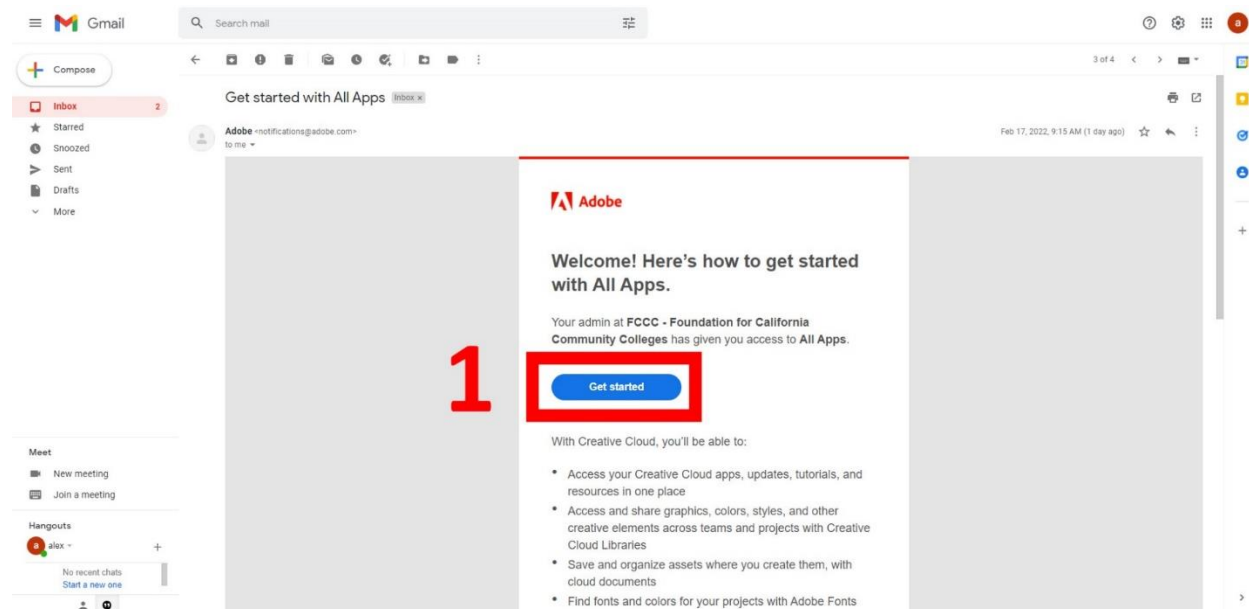 Gmail
Search mail
a
Compose
3 of 4
Inbox 2
Starred
Snoozed
Sent
Drafts
More
Get started with All Apps Inbox x
Adobe <notifications@adobe.com>
Feb 17, 2022, 9:15 AM (1 day ago)
to me
Adobe
Welcome! Here's how to get started
with All Apps.
Your admin at FCCC - Foundation for California
Community Colleges has given you access to All Apps.
1
Get started
With Creative Cloud, you'll be able to:
• Access your Creative Cloud apps, updates, tutorials, and
resources in one place
• Access and share graphics, colors, styles, and other
creative elements across teams and projects with Creative
Cloud Libraries
• Save and organize assets where you create them, with
cloud documents
• Find fonts and colors for your projects with Adobe Fonts
Meet
New meeting
Join a meeting
Hangouts
a alex
No recent chats
Start a new one